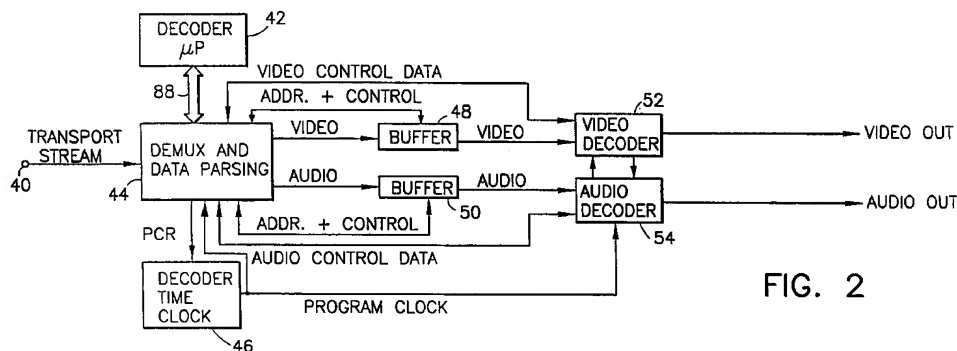 DECODER
μP
42
88
VIDEO CONTROL DATA
ADDR. + CONTROL
48
52
TRANSPORT
STREAM
40
44
DEMUX AND
DATA PARSING
VIDEO
BUFFER
VIDEO
VIDEO
DECODER
VIDEO OUT
AUDIO
BUFFER
50
AUDIO
AUDIO
DECODER
54
AUDIO OUT
ADDR. + CONTROL
PCR
AUDIO CONTROL DATA
DECODER
TIME
CLOCK
46
PROGRAM CLOCK
FIG. 2